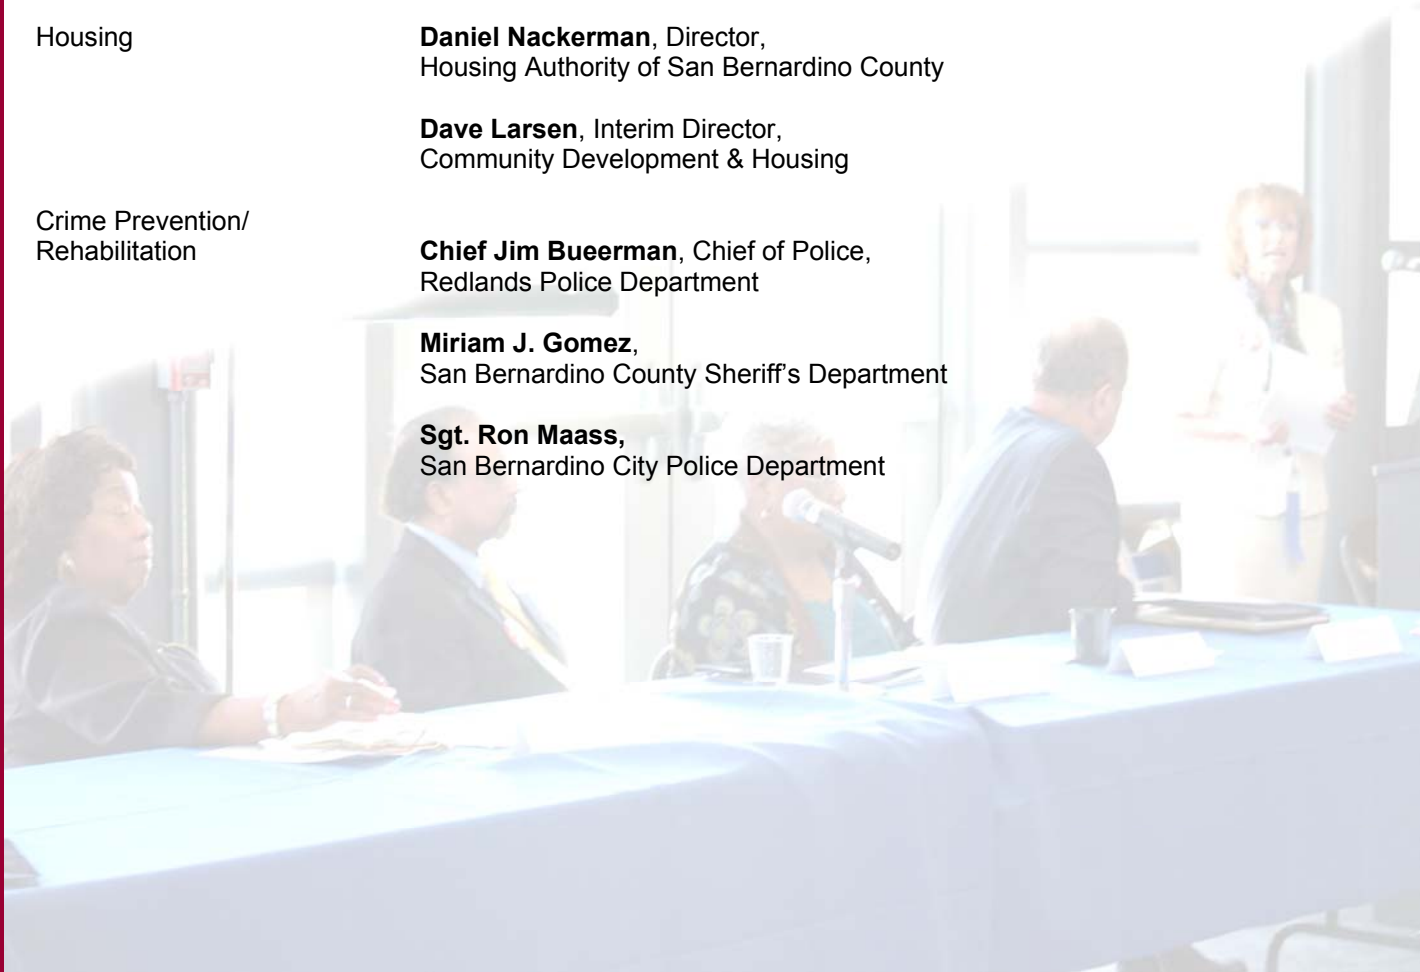 Housing
Daniel Nackerman, Director,
Housing Authority of San Bernardino County
Dave Larsen, Interim Director,
Community Development & Housing
Crime Prevention/
Rehabilitation
Chief Jim Bueerman, Chief of Police,
Redlands Police Department
Miriam J. Gomez,
San Bernardino County Sheriff’s Department
Sgt. Ron Maass,
San Bernardino City Police Department